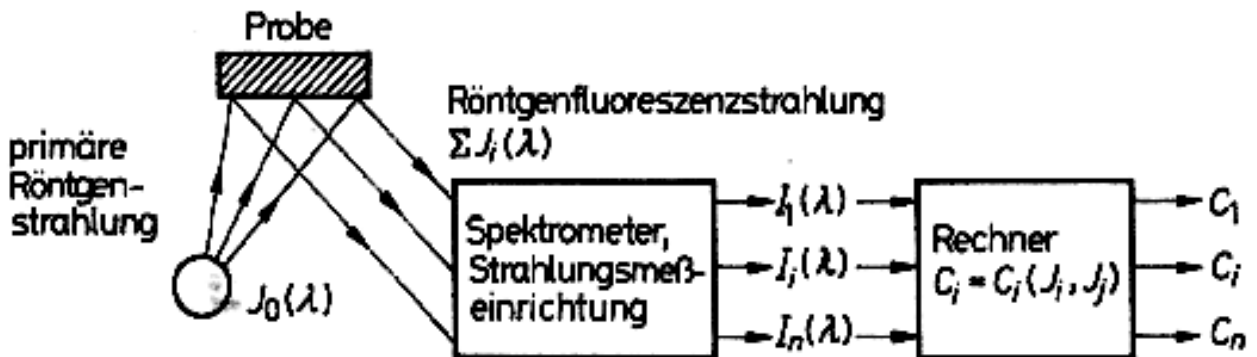 Probe
Röntgenfluoreszenzstrahlung
ΣJi(λ)
primäre
Röntgen-
strahlung
J0(λ)
Spektrometer,
Strahlungsmeß-
einrichtung
I1(λ)
Ii(λ)
In(λ)
Rechner
Ci = Ci(Ji, Jj)
C1
Ci
Cn